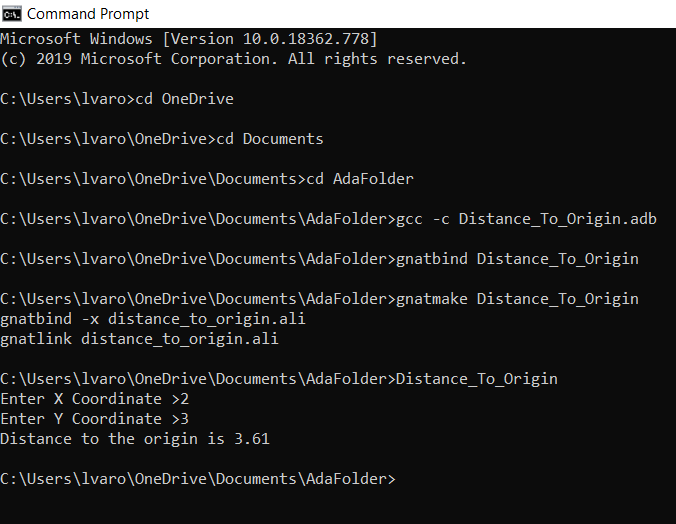 Command Prompt
Microsoft Windows [Version 10.0.18362.778]
(c) 2019 Microsoft Corporation. All rights reserved.
C:\Users\lvaro>cd OneDrive
C:\Users\lvaro\OneDrive>cd Documents
C:\Users\lvaro\OneDrive\Documents>cd AdaFolder
C:\Users\lvaro\OneDrive\Documents\AdaFolder>gcc -c Distance_To_Origin.adb
C:\Users\lvaro\OneDrive\Documents\AdaFolder>gnatbind Distance_To_Origin
C:\Users\lvaro\OneDrive\Documents\AdaFolder>gnatmake Distance_To_Origin
gnatbind -x distance_to_origin.ali
gnatlink distance_to_origin.ali
C:\Users\lvaro\OneDrive\Documents\AdaFolder>Distance_To_Origin
Enter X Coordinate >2
Enter Y Coordinate >3
Distance to the origin is 3.61
C:\Users\lvaro\OneDrive\Documents\AdaFolder>